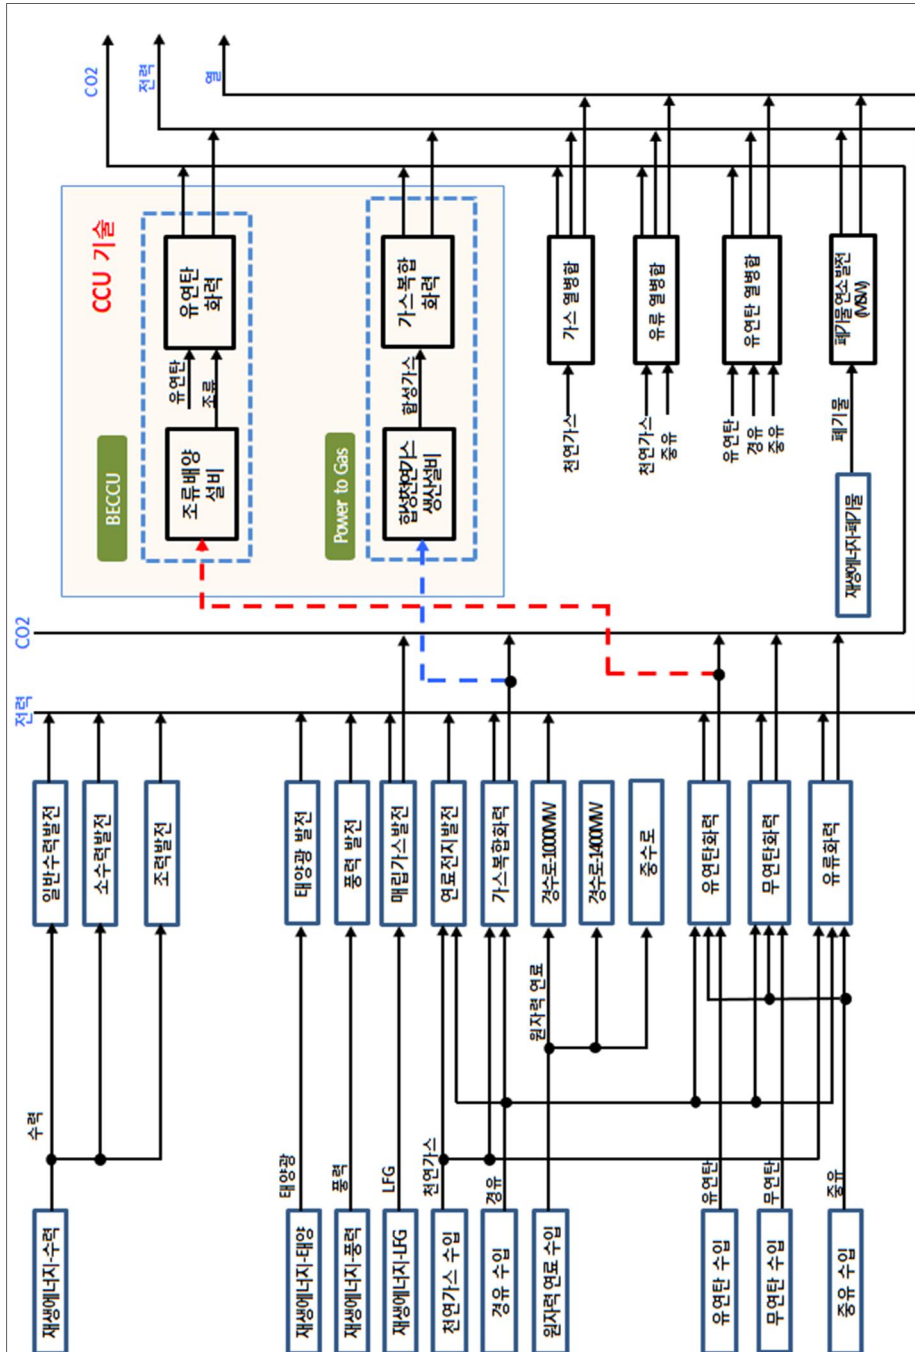 재생에너지-수력
재생에너지-태양
재생에너지-풍력
재생에너지-LFG
천연가스 수입
경유 수입
원자력연료 수입
유연탄 수입
무연탄 수입
중유 수입
수력
태양광
풍력
LFG
천연가스
경유
원자력 연료
유연탄
무연탄
중유
일반수력발전
소수력발전
조력발전
태양광 발전
풍력 발전
매립가스발전
연료전지발전
가스복합화력
경수로-1000MW
경수로-1400MW
중수로
유연탄화력
무연탄화력
유류화력
전력
CO2
BECCU
조류배양
설비
유연탄
조류
유연탄
화력
CCU 기술
Power to Gas
합성천연가스
생산설비
합성가스
가스복합
화력
천연가스
가스 열병합
천연가스
중유
유류 열병합
유연탄
경유
중유
유연탄 열병합
재생에너지-폐기물
폐기물
폐기물연소발전
(MSW)
CO2
전력
열